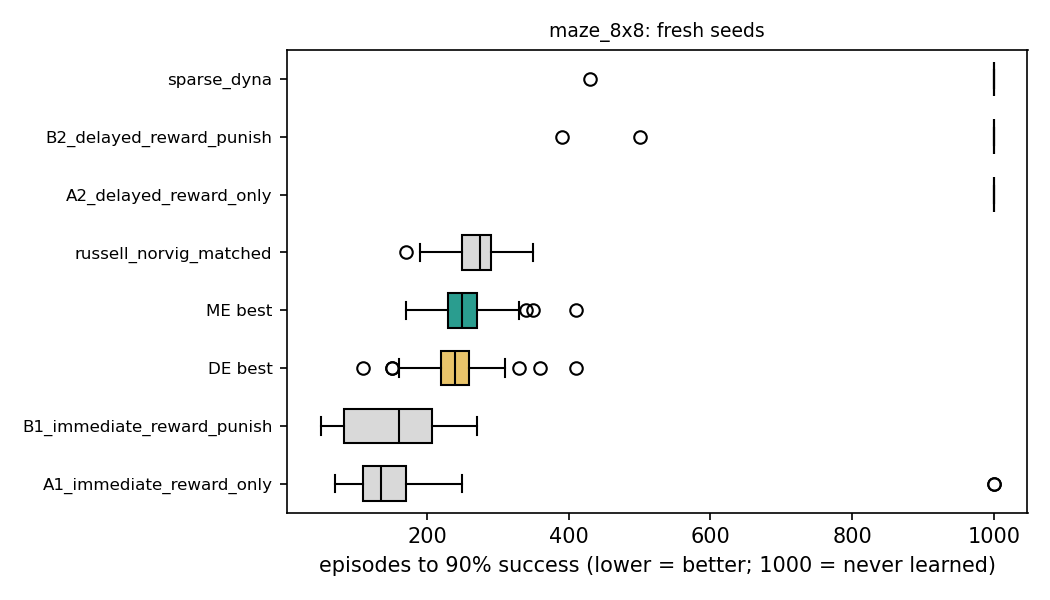 maze_8x8: fresh seeds
sparse_dyna
B2_delayed_reward_punish
A2_delayed_reward_only
russell_norvig_matched
ME best
DE best
B1_immediate_reward_punish
A1_immediate_reward_only
200 400 600 800 1000
episodes to 90% success (lower = better; 1000 = never learned)